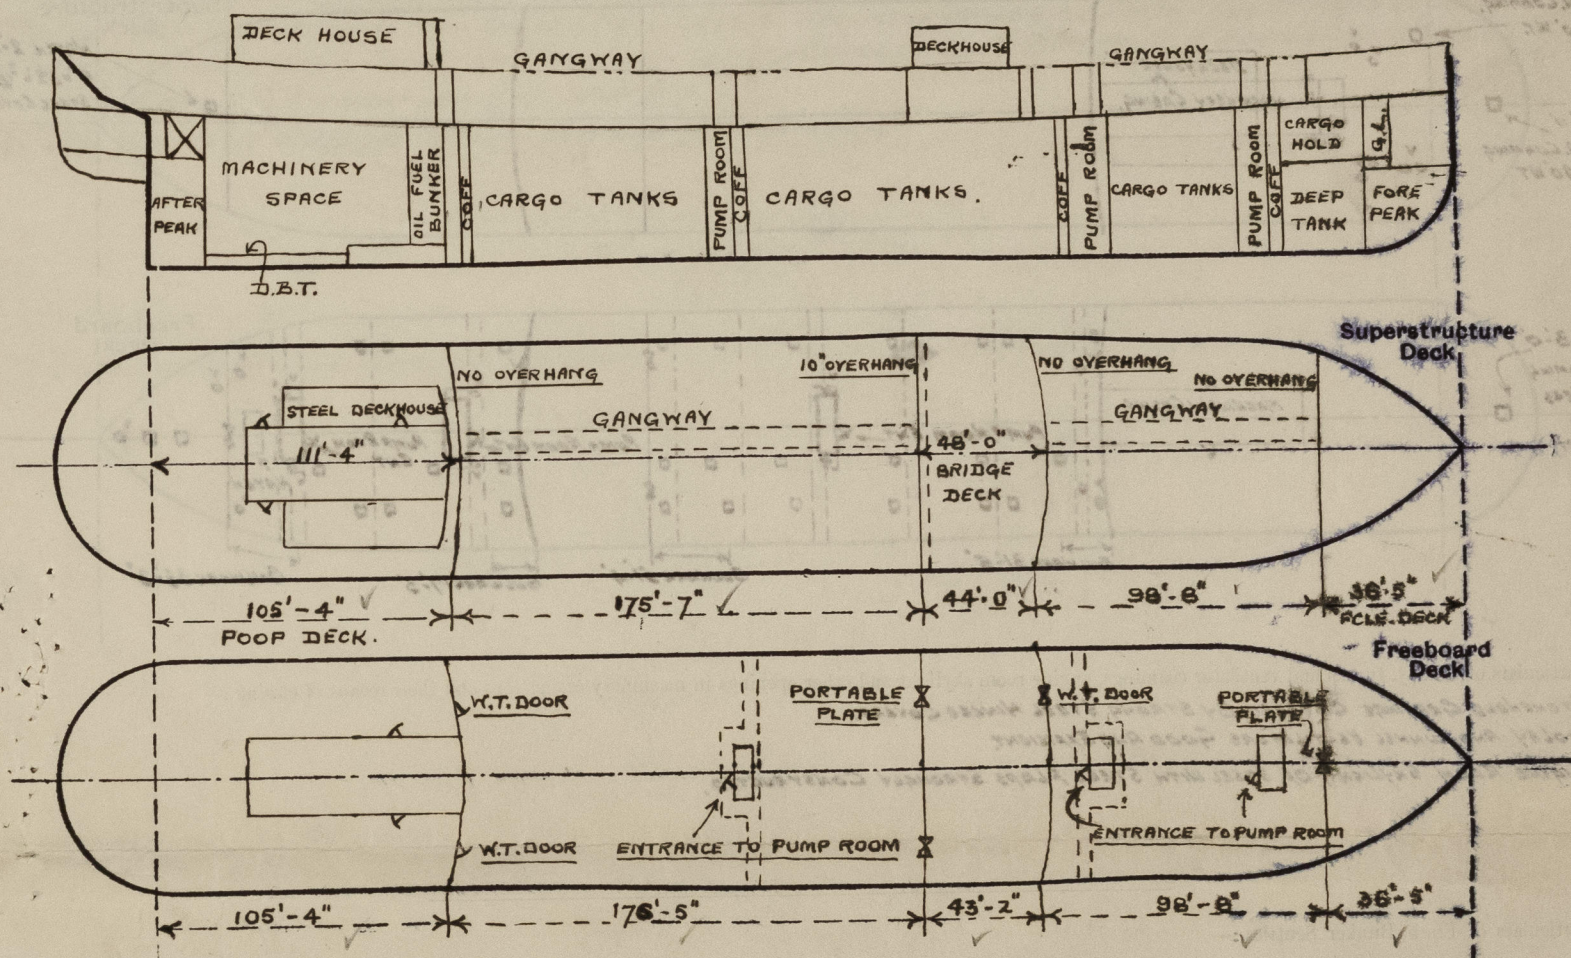 DECK HOUSE
GANGWAY
DECKHOUSE
GANGWAY
AFTER
PEAK
MACHINERY
SPACE
OIL FUEL
BUNKER
COFF
CARGO TANKS
PUMP ROOM
COFF
CARGO TANKS.
COFF
PUMP ROOM
CARGO TANKS
PUMP ROOM
COFF
CARGO
HOLD
DEEP
TANK
FORE
PEAK
D.B.T.
Superstructure
Deck
NO OVERHANG
10" OVERHANG
NO OVERHANG
NO OVERHANG
STEEL DECKHOUSE
GANGWAY
GANGWAY
111'-4"
48'-0"
BRIDGE
DECK
105'-4"
175'-7"
44'-0"
98'-8"
36'-5"
POOP DECK.
FCLE. DECK
Freeboard
Deck
W.T. DOOR
PORTABLE
PLATE
W.T. DOOR
PORTABLE
PLATE
W.T. DOOR
ENTRANCE TO PUMP ROOM
ENTRANCE TO PUMP ROOM
105'-4"
176'-5"
43'-2"
98'-8"
36'-5"